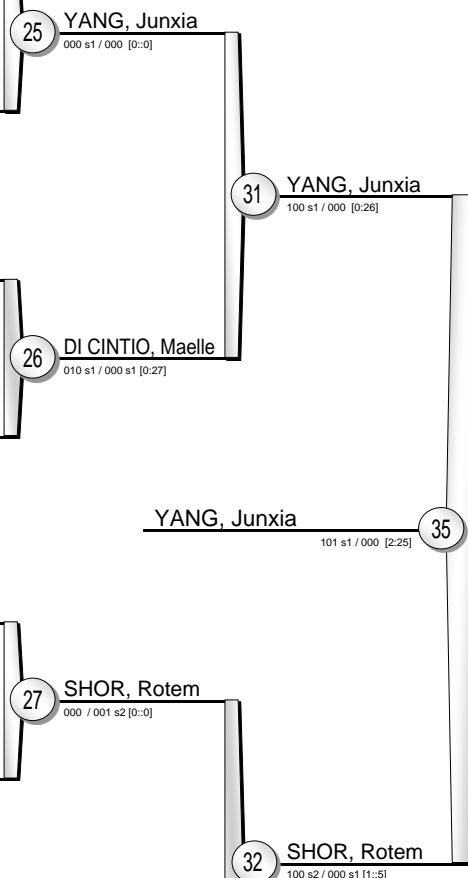 25
YANG, Junxia
000 s1 / 000 [0::0]
31
YANG, Junxia
100 s1 / 000 [0:26]
26
DI CINTIO, Maelle
010 s1 / 000 s1 [0:27]
YANG, Junxia
101 s1 / 000 [2:25]
35
27
SHOR, Rotem
000 / 001 s2 [0::0]
32
SHOR, Rotem
100 s2 / 000 s1 [1::5]